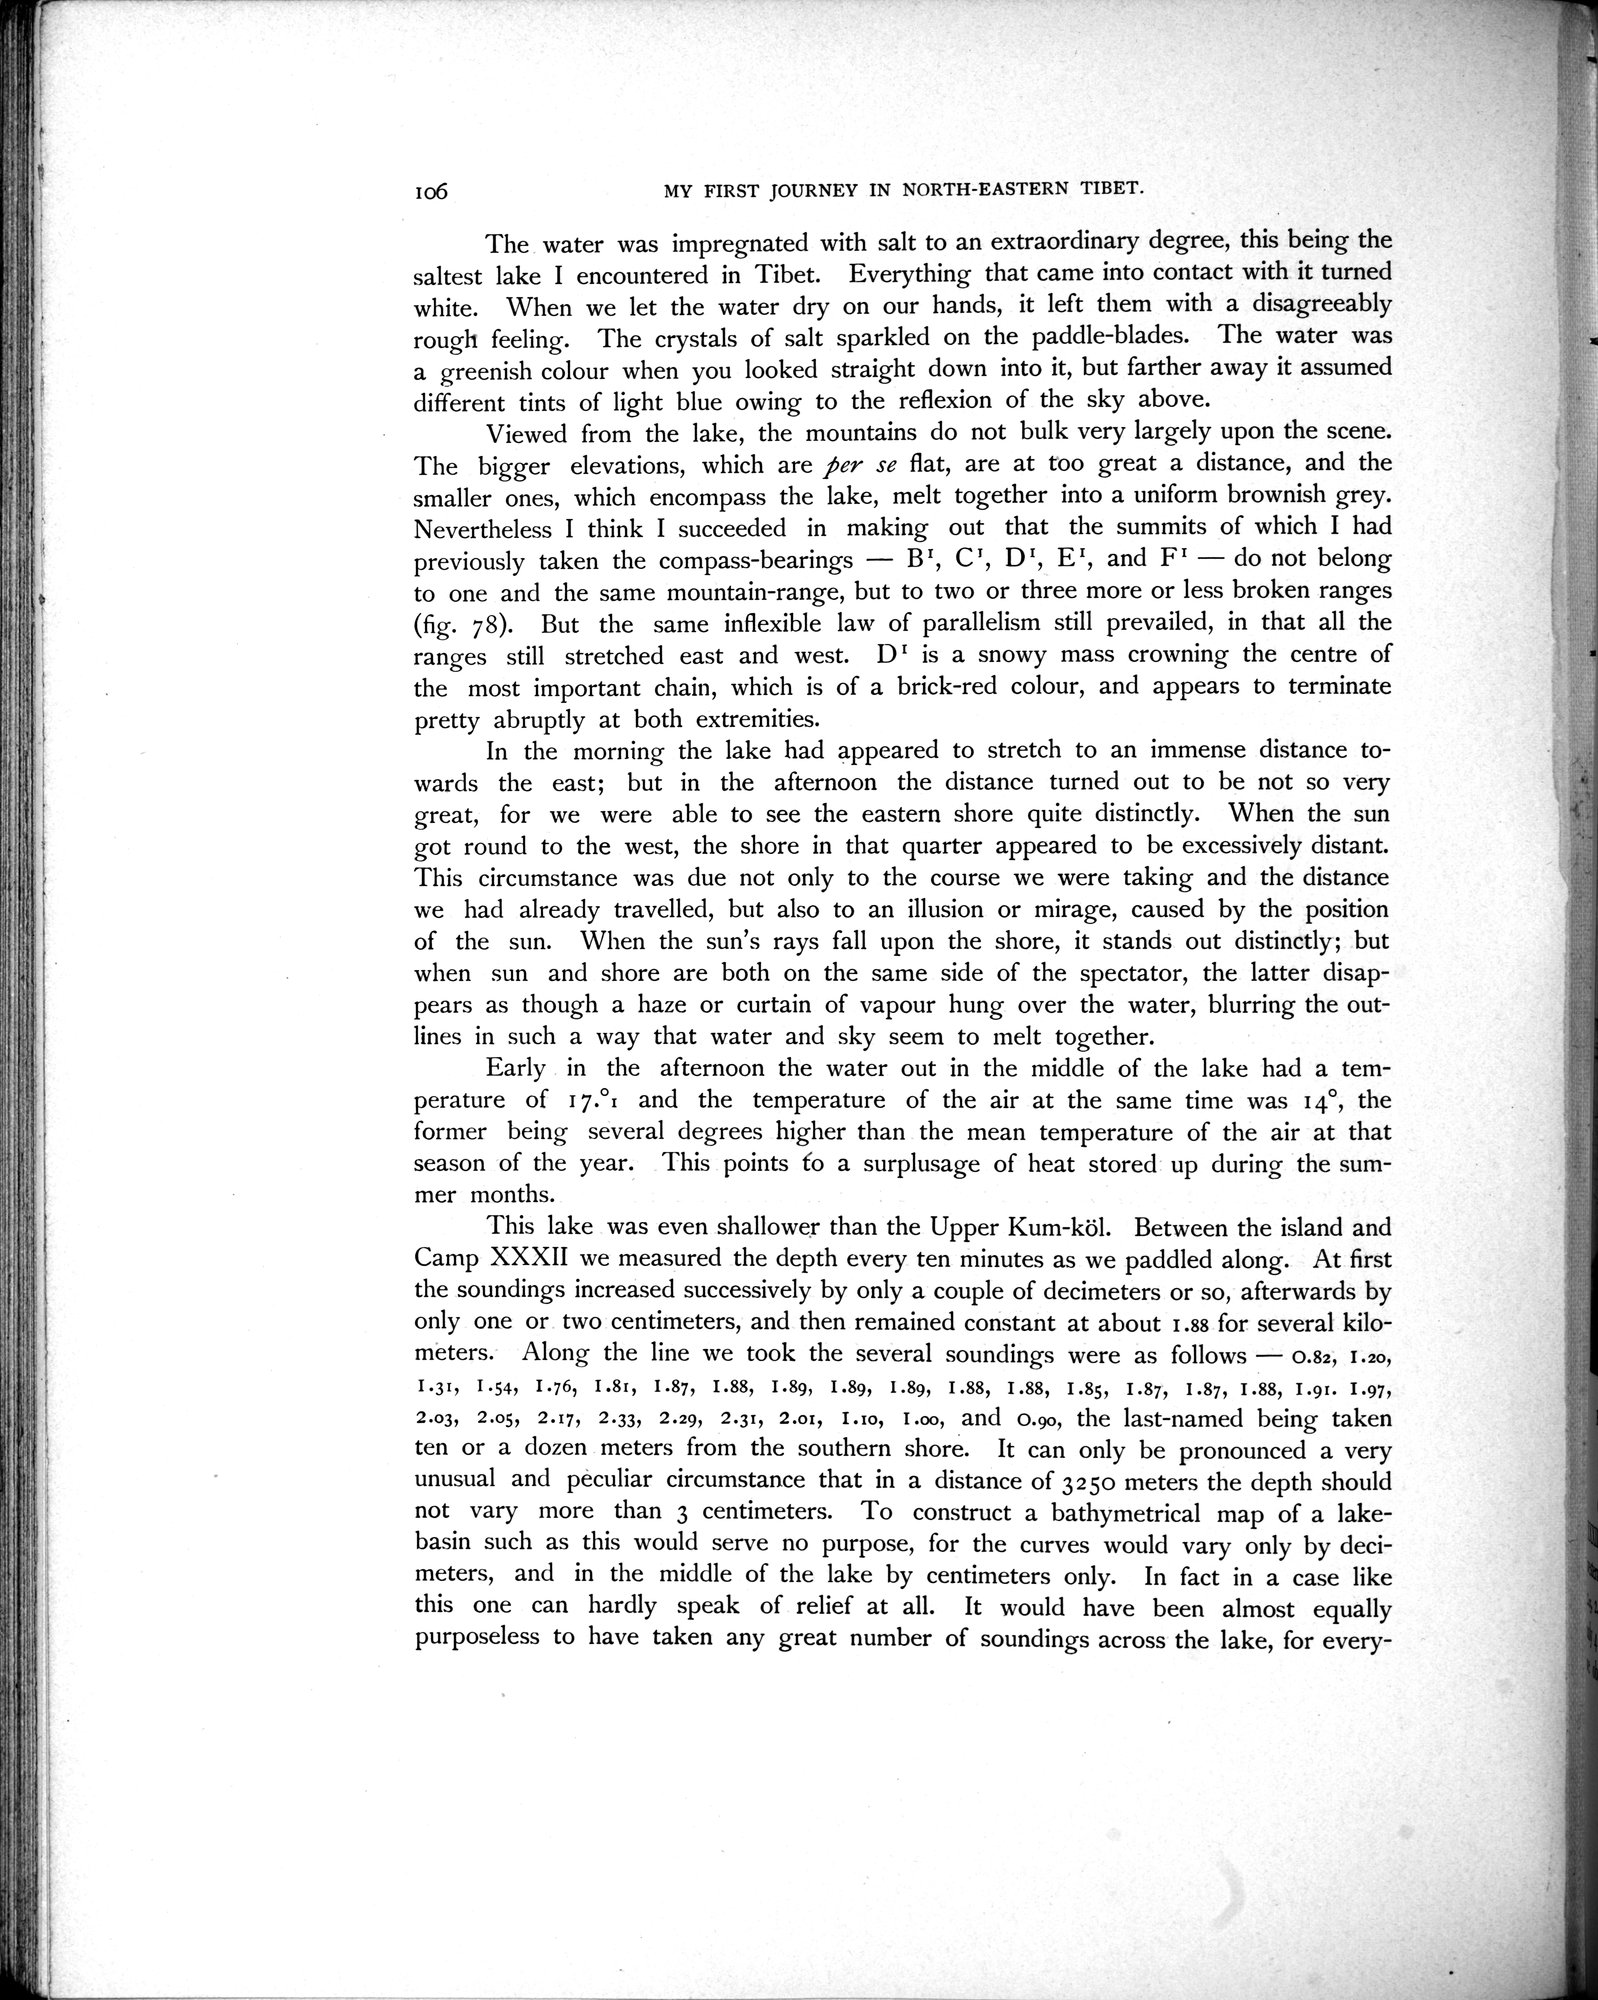 106 MY FIRST JOURNEY IN NORTH-EASTERN TIBET.
The water was impregnated with salt to an extraordinary degree, this being the
saltest lake I encountered in Tibet. Everything that came into contact with it turned
white. When we let the water dry on our hands, it left them with a disagreeably
rough feeling. The crystals of salt sparkled on the paddle-blades. The water was
a greenish colour when you looked straight down into it, but farther away it assumed
different tints of light blue owing to the reflexion of the sky above.
Viewed from the lake, the mountains do not bulk very largely upon the scene.
The bigger elevations, which are per se flat, are at too great a distance, and the
smaller ones, which encompass the lake, melt together into a uniform brownish grey.
Nevertheless I think I succeeded in making out that the summits of which I had
previously taken the compass-bearings — B¹, C¹, D¹, E¹, and F¹ — do not belong
to one and the same mountain-range, but to two or three more or less broken ranges
(fig. 78). But the same inflexible law of parallelism still prevailed, in that all the
ranges still stretched east and west. D¹ is a snowy mass crowning the centre of
the most important chain, which is of a brick-red colour, and appears to terminate
pretty abruptly at both extremities.
In the morning the lake had appeared to stretch to an immense distance to-
wards the east; but in the afternoon the distance turned out to be not so very
great, for we were able to see the eastern shore quite distinctly. When the sun
got round to the west, the shore in that quarter appeared to be excessively distant.
This circumstance was due not only to the course we were taking and the distance
we had already travelled, but also to an illusion or mirage, caused by the position
of the sun. When the sun's rays fall upon the shore, it stands out distinctly; but
when sun and shore are both on the same side of the spectator, the latter disap-
pears as though a haze or curtain of vapour hung over the water, blurring the out-
lines in such a way that water and sky seem to melt together.
Early in the afternoon the water out in the middle of the lake had a tem-
perature of 17.°1 and the temperature of the air at the same time was 14°, the
former being several degrees higher than the mean temperature of the air at that
season of the year. This points to a surplusage of heat stored up during the sum-
mer months.
This lake was even shallower than the Upper Kum-köl. Between the island and
Camp XXXII we measured the depth every ten minutes as we paddled along. At first
the soundings increased successively by only a couple of decimeters or so, afterwards by
only one or two centimeters, and then remained constant at about 1.88 for several kilo-
meters. Along the line we took the several soundings were as follows — 0.82, 1.20,
1.31, 1.54, 1.76, 1.81, 1.87, 1.88, 1.89, 1.89, 1.89, 1.88, 1.88, 1.85, 1.87, 1.87, 1.88, 1.91. 1.97,
2.03, 2.05, 2.17, 2.33, 2.29, 2.31, 2.01, 1.10, 1.00, and 0.90, the last-named being taken
ten or a dozen meters from the southern shore. It can only be pronounced a very
unusual and peculiar circumstance that in a distance of 3250 meters the depth should
not vary more than 3 centimeters. To construct a bathymetrical map of a lake-
basin such as this would serve no purpose, for the curves would vary only by deci-
meters, and in the middle of the lake by centimeters only. In fact in a case like
this one can hardly speak of relief at all. It would have been almost equally
purposeless to have taken any great number of soundings across the lake, for every-